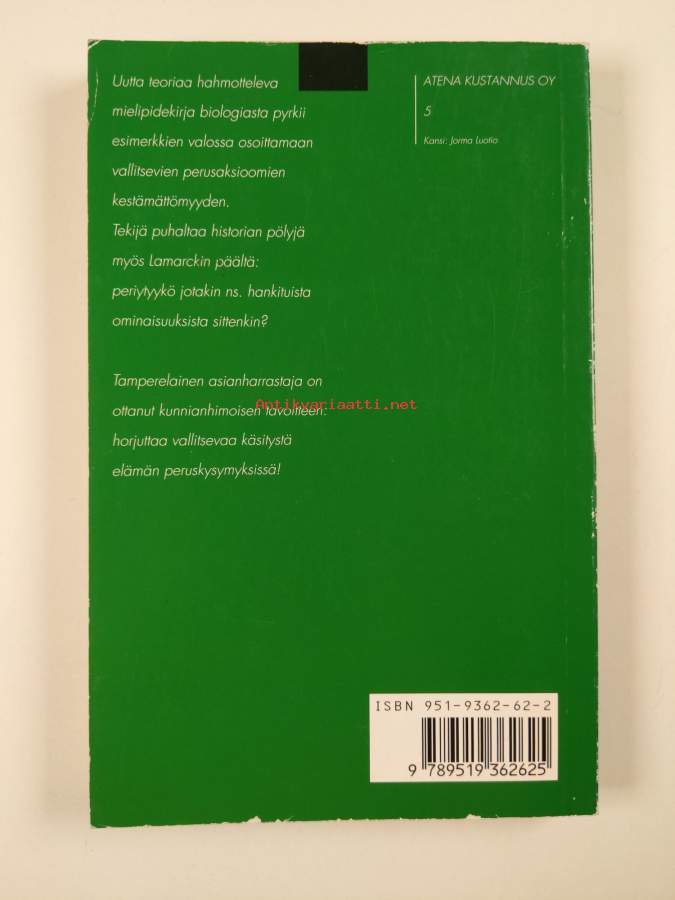 Uutta teoriaa hahmotteleva
mielipidekirja biologiasta pyrkii
esimerkkien valossa osoittamaan
vallitsevien perusaksioomien
kestämättömyyden.
Tekijä puhaltaa historian pölyjä
myös Lamarckin päältä:
periytyykö jotakin ns. hankituista
ominaisuuksista sittenkin?
Tamperelainen asianharrastaja on
ottanut kunnianhimoisen tavoitteen:
horjuttaa vallitsevaa käsitystä
elämän peruskysymyksissä!
ATENA KUSTANNUS OY
5
Kansi: Jorma Luotio
Antikvariaatti.net
ISBN 951-9362-62-2
9 789519 362625